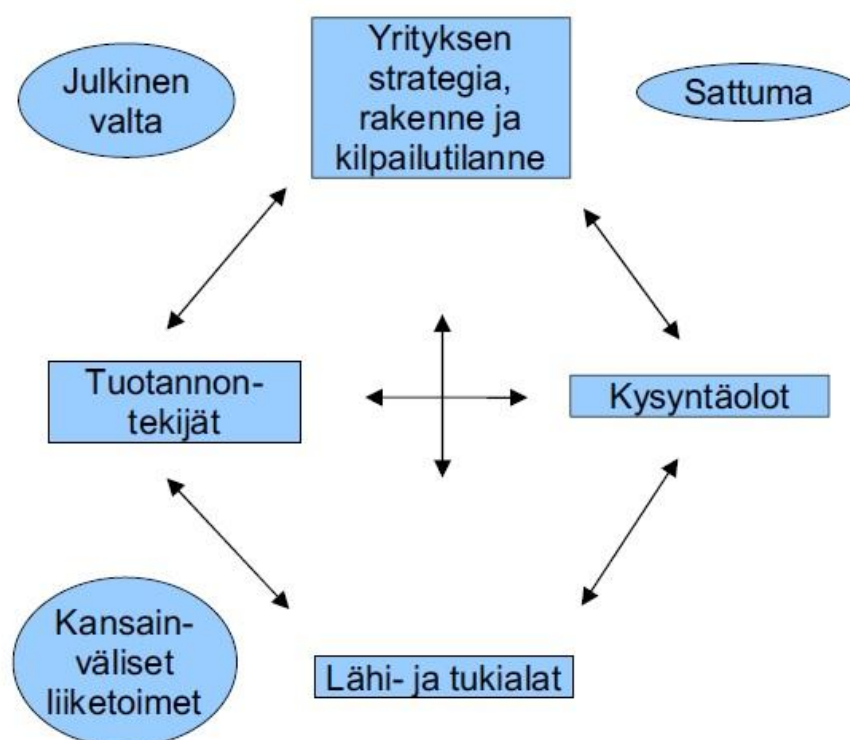 Julkinen
valta
Yrityksen
strategia,
rakenne ja
kilpailutilanne
Sattuma
Tuotannon-
tekijät
Kysyntäolot
Kansain-
väliset
liiketoimet
Lähi- ja tukialat